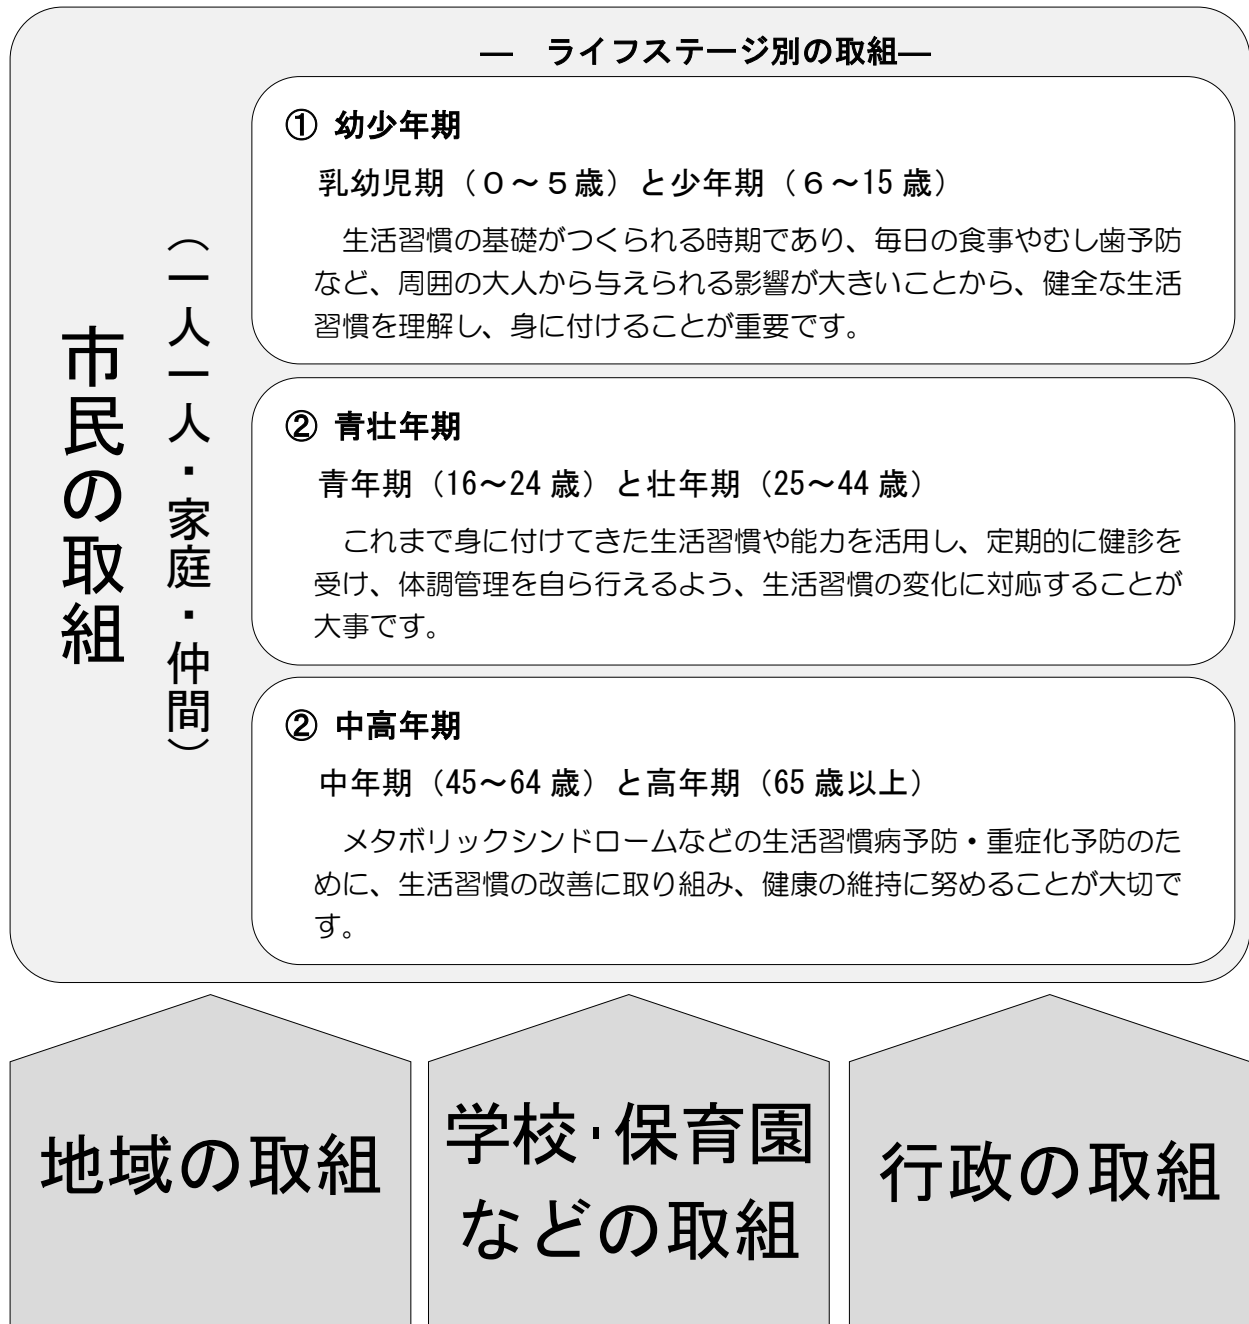 ― ライフステージ別の取組―
市民の取組
（一人一人・家庭・仲間）
① 幼少年期
乳幼児期（０～５歳）と少年期（６～15 歳）
生活習慣の基礎がつくられる時期であり、毎日の食事やむし歯予防
など、周囲の大人から与えられる影響が大きいことから、健全な生活
習慣を理解し、身に付けることが重要です。
② 青壮年期
青年期（16～24 歳）と壮年期（25～44 歳）
これまで身に付けてきた生活習慣や能力を活用し、定期的に健診を
受け、体調管理を自ら行えるよう、生活習慣の変化に対応することが
大事です。
② 中高年期
中年期（45～64 歳）と高年期（65 歳以上）
メタボリックシンドロームなどの生活習慣病予防・重症化予防のた
めに、生活習慣の改善に取り組み、健康の維持に努めることが大切で
す。
地域の取組
学校・保育園
などの取組
行政の取組